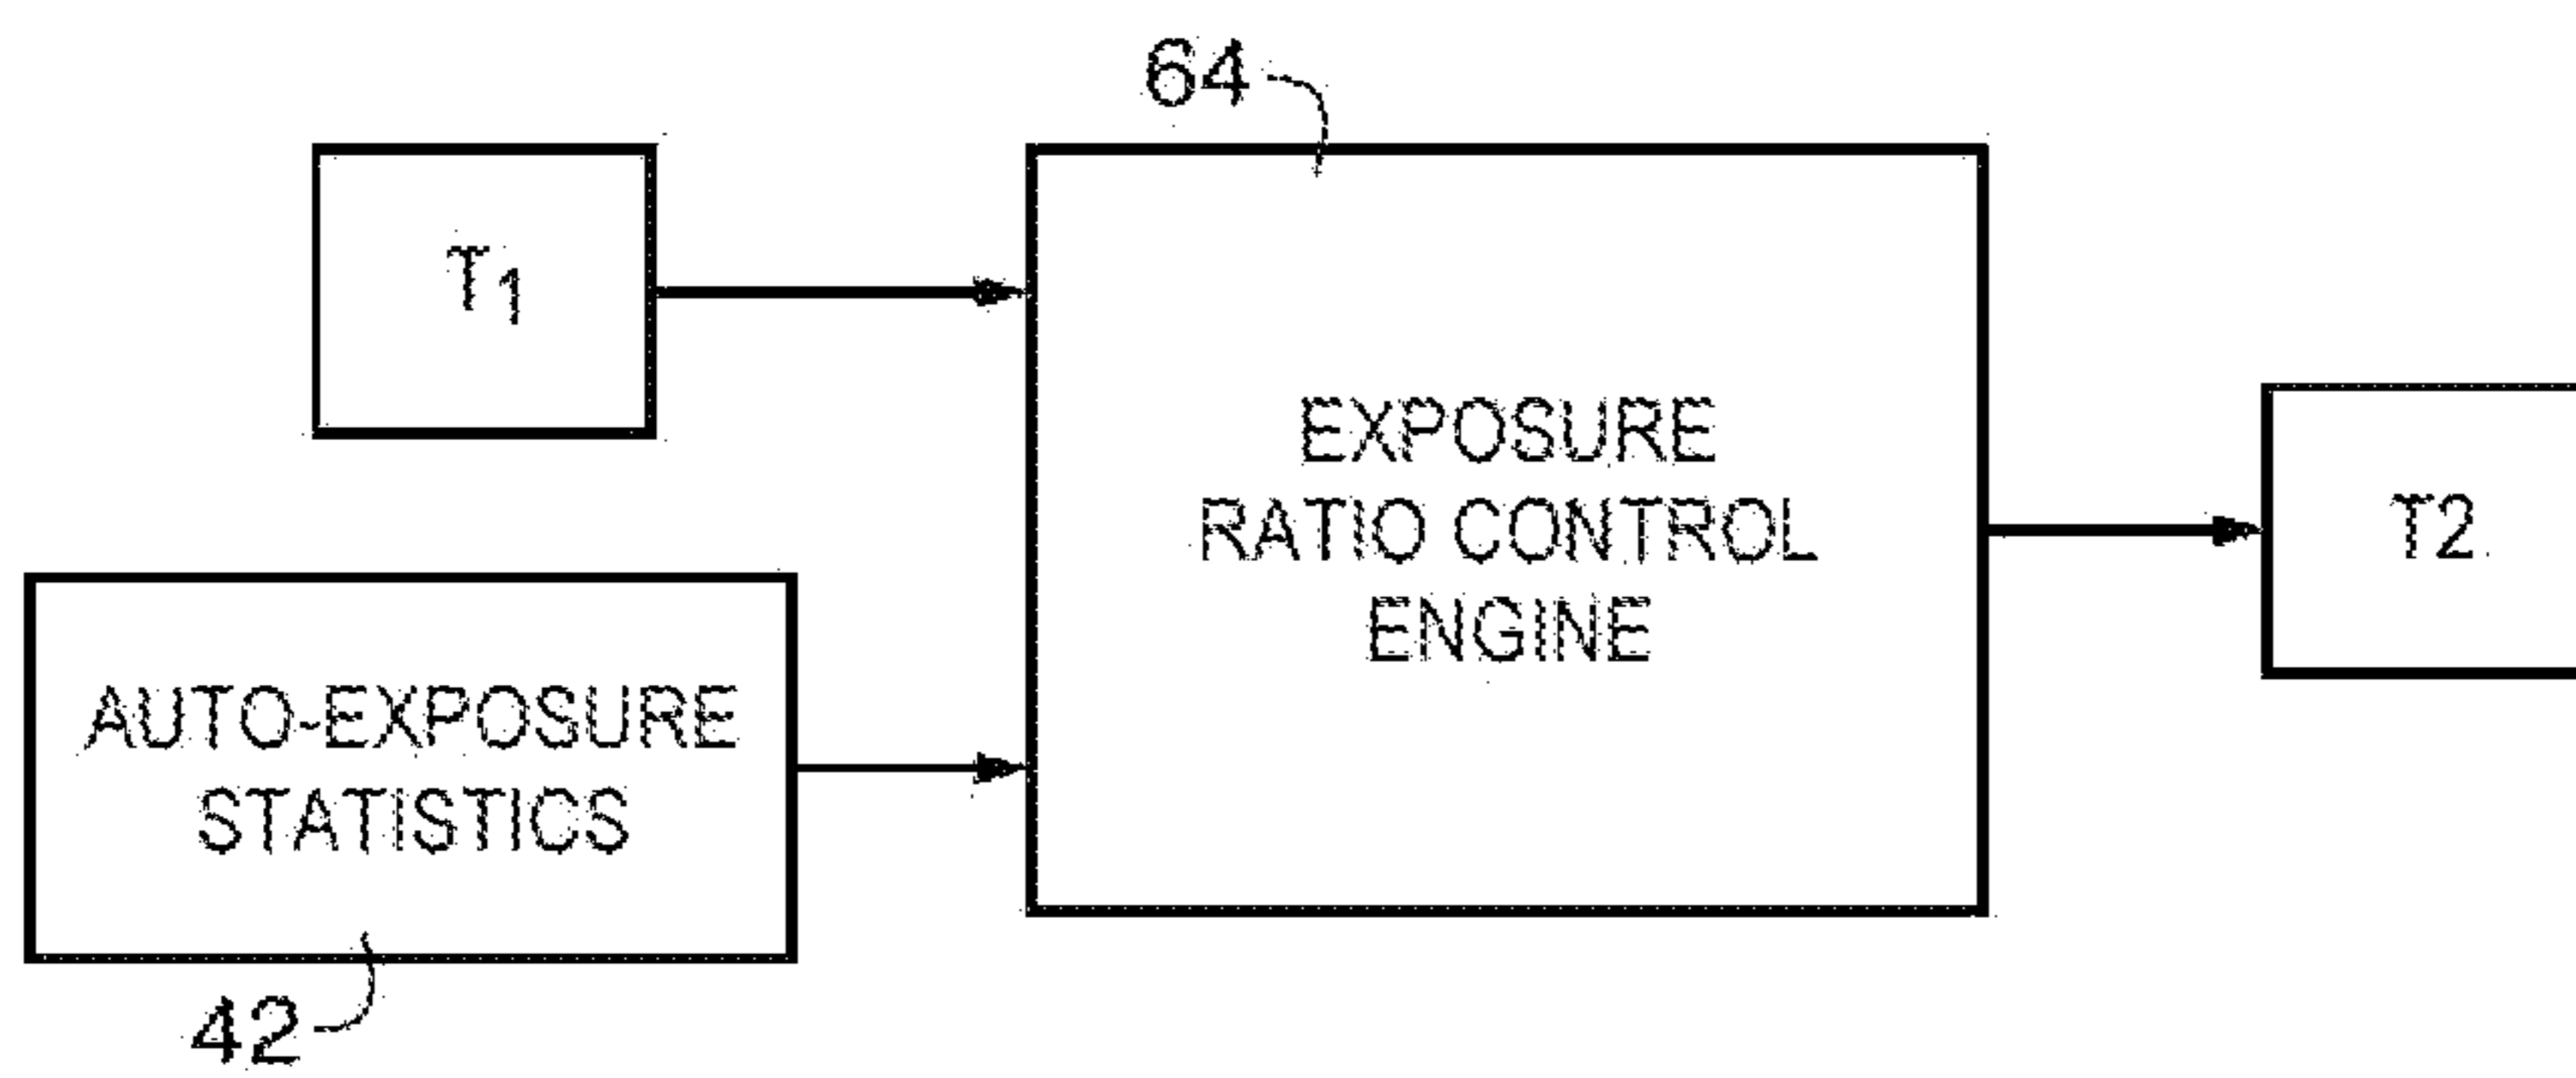 64
T1
EXPOSURE
RATIO CONTROL
ENGINE
T2
AUTO-EXPOSURE
STATISTICS
42